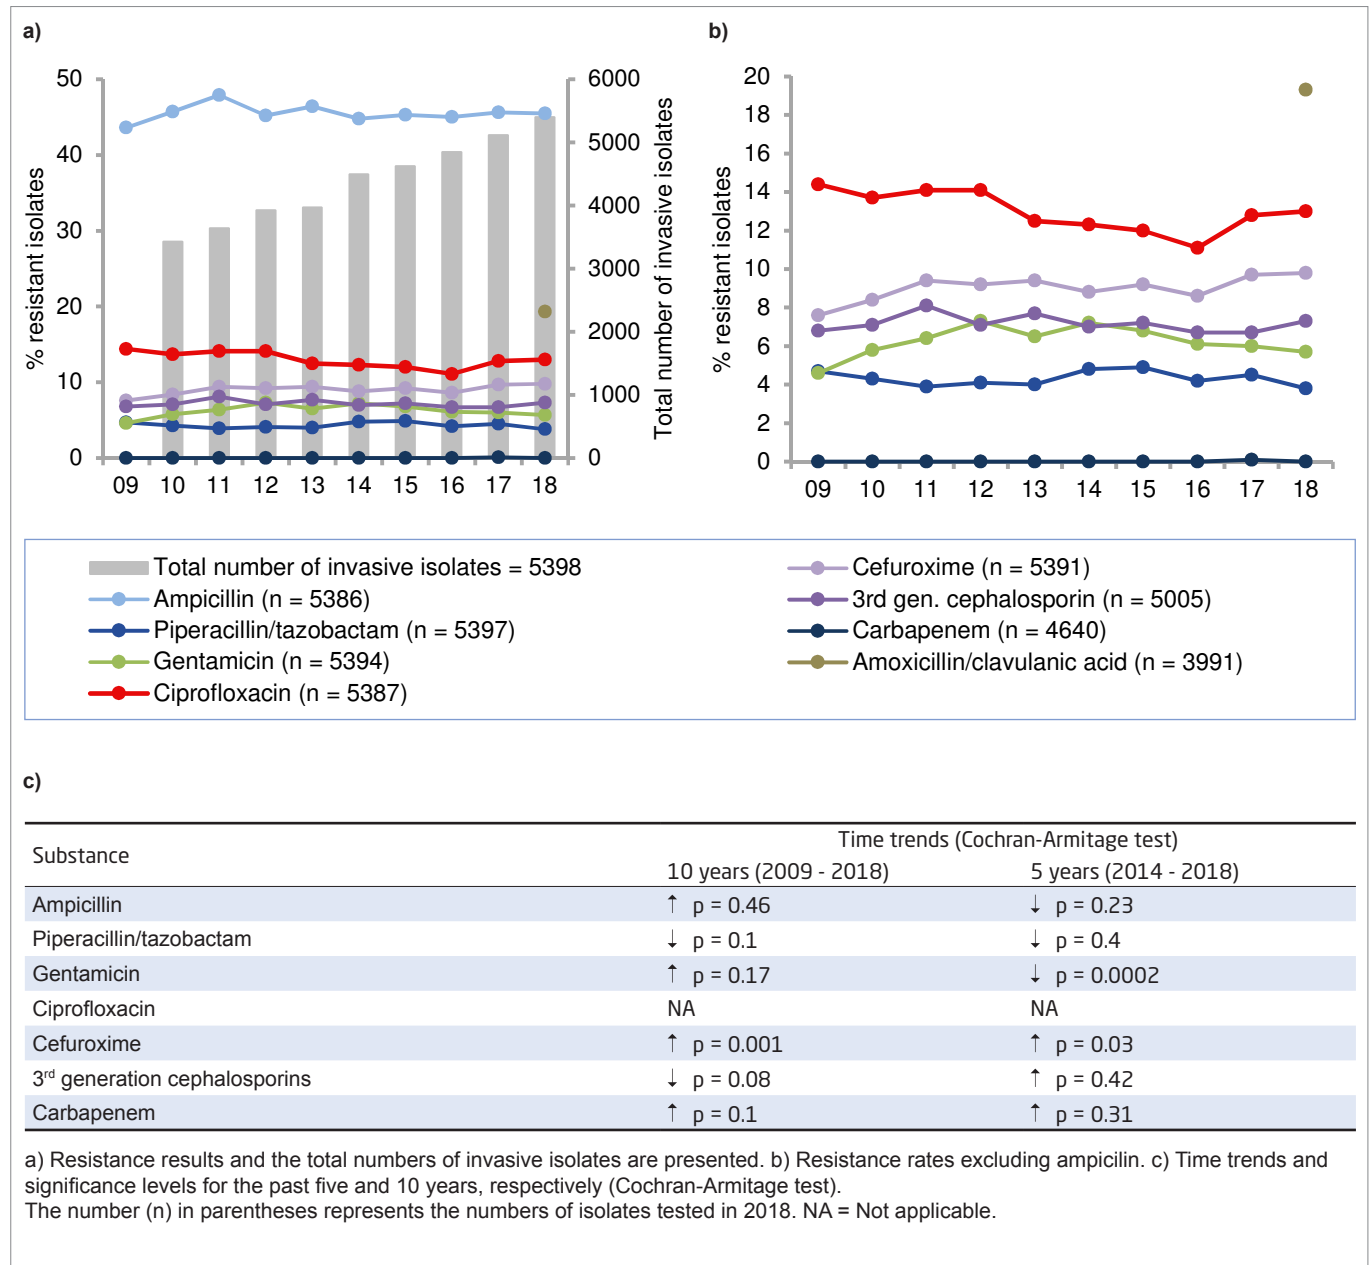 a)
b)
50
40
30
20
10
0
% resistant isolates
6000
5000
4000
3000
2000
1000
0
Total number of invasive isolates
09 10 11 12 13 14 15 16 17 18
20
18
16
14
12
10
8
6
4
2
0
% resistant isolates
09 10 11 12 13 14 15 16 17 18
Total number of invasive isolates = 5398
Ampicillin (n = 5386)
Piperacillin/tazobactam (n = 5397)
Gentamicin (n = 5394)
Ciprofloxacin (n = 5387)
Cefuroxime (n = 5391)
3rd gen. cephalosporin (n = 5005)
Carbapenem (n = 4640)
Amoxicillin/clavulanic acid (n = 3991)
c)
Substance
Time trends (Cochran-Armitage test)
10 years (2009 - 2018) 5 years (2014 - 2018)
Ampicillin ↑ p = 0.46 ↓ p = 0.23
Piperacillin/tazobactam ↓ p = 0.1 ↓ p = 0.4
Gentamicin ↑ p = 0.17 ↓ p = 0.0002
Ciprofloxacin NA NA
Cefuroxime ↑ p = 0.001 ↑ p = 0.03
3rd generation cephalosporins ↓ p = 0.08 ↑ p = 0.42
Carbapenem ↑ p = 0.1 ↑ p = 0.31
a) Resistance results and the total numbers of invasive isolates are presented. b) Resistance rates excluding ampicilin. c) Time trends and
significance levels for the past five and 10 years, respectively (Cochran-Armitage test).
The number (n) in parentheses represents the numbers of isolates tested in 2018. NA = Not applicable.